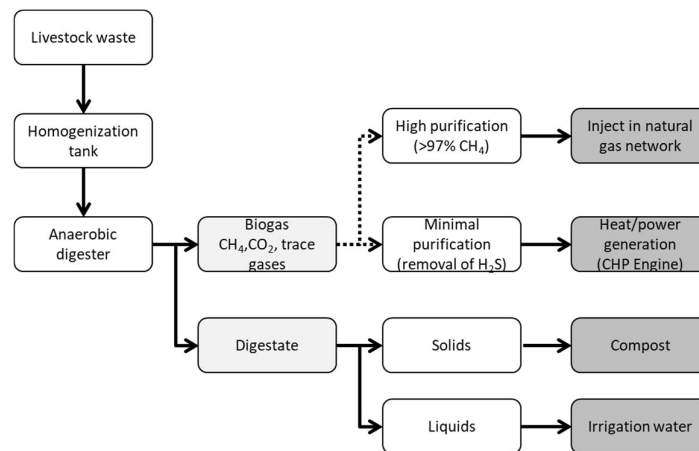 Livestock waste
Homogenization
tank
Anaerobic
digester
Biogas
CH₄,CO₂, trace
gases
Digestate
High purification
(>97% CH₄)
Minimal
purification
(removal of H₂S)
Solids
Liquids
Inject in natural
gas network
Heat/power
generation
(CHP Engine)
Compost
Irrigation water